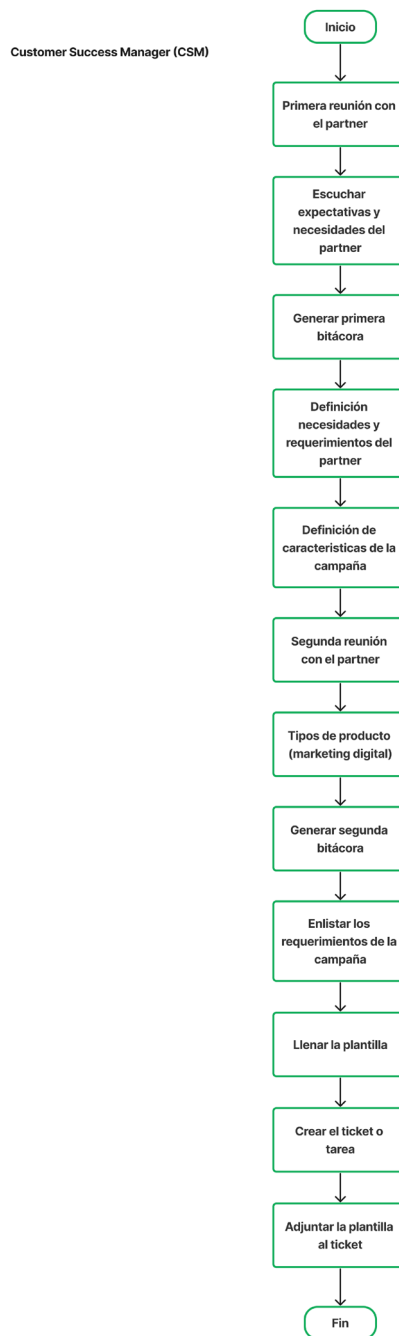 Inicio
Customer Success Manager (CSM)
Primera reunión con
el partner
Escuchar
expectativas y
necesidades del
partner
Generar primera
bitácora
Definición
necesidades y
requerimientos del
partner
Definición de
caracteristicas de la
campaña
Segunda reunión
con el partner
Tipos de producto
(marketing digital)
Generar segunda
bitácora
Enlistar los
requerimientos de la
campaña
Llenar la plantilla
Crear el ticket o
tarea
Adjuntar la plantilla
al ticket
Fin